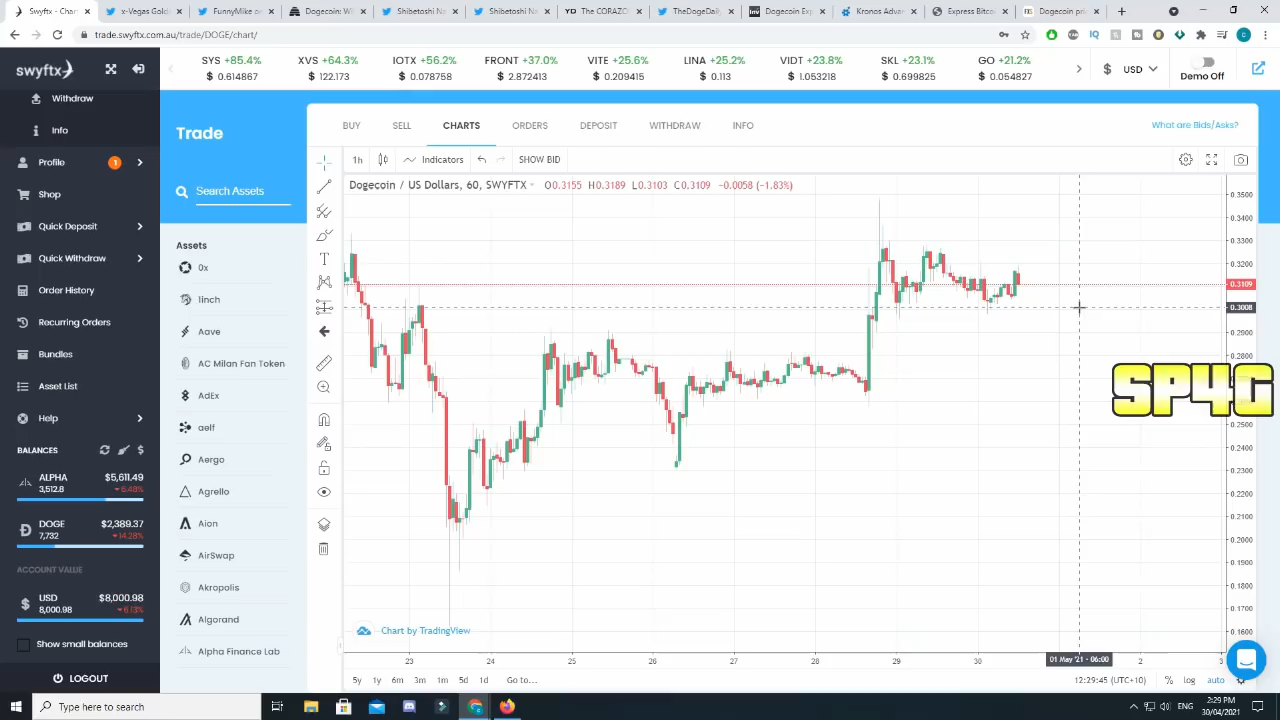 Swyftx - A
Welcome-G
FunnyMike o
Dogecoin Wi
Shibetoshi Na
Shibetoshi Na
The CORAZC
TheDogeDaily
Dogecoin Exp
Kronos Adver
Express Bitco
Dogecoin pri
trade.swyftx.com.au/trade/DOGE/chart/
swyftx
SYS +85.4%
$ 0.614867
XVS +64.3%
$ 122.173
IOTX +56.2%
$ 0.078758
FRONT +37.0%
$ 2.872413
VITE +25.6%
$ 0.209415
LINA +25.2%
$ 0.113
VIDT +23.8%
$ 1.053218
SKL +23.1%
$ 0.699825
GO +21.2%
$ 0.054827
$ USD
Demo Off
Withdraw
Info
Profile 1
Shop
Quick Deposit
Quick Withdraw
Order History
Recurring Orders
Bundles
Asset List
Help
BALANCES $
ALPHA $5,611.49
3,512.8 ▼6.48%
DOGE $2,389.37
7,732 ▼14.28%
ACCOUNT VALUE
USD $8,000.98
8,000.98 ▼6.13%
Show small balances
LOGOUT
Trade
Search Assets
Assets
0x
1inch
Aave
AC Milan Fan Token
AdEx
aelf
Aergo
Agrello
Aion
AirSwap
Akropolis
Algorand
Alpha Finance Lab
BUY SELL CHARTS ORDERS DEPOSIT WITHDRAW INFO
What are Bids/Asks?
1h Indicators SHOW BID
Dogecoin / US Dollars, 60, SWYFTX O0.3155 H0.3189 L0.3103 C0.3109 -0.0058 (-1.83%)
0.3500
0.3400
0.3300
0.3200
0.3109
0.3008
0.2900
0.2800
0.2500
0.2400
0.2300
0.2200
0.2100
0.2000
0.1900
0.1800
0.1700
0.1600
SP4G
Chart by TradingView
23 24 25 26 27 28 29 30 01 May '21 - 06:00 2 3
5y 1y 6m 3m 1m 5d 1d Go to... 12:29:45 (UTC+10) % log auto
Type here to search
ENG
2:29 PM
30/04/2021